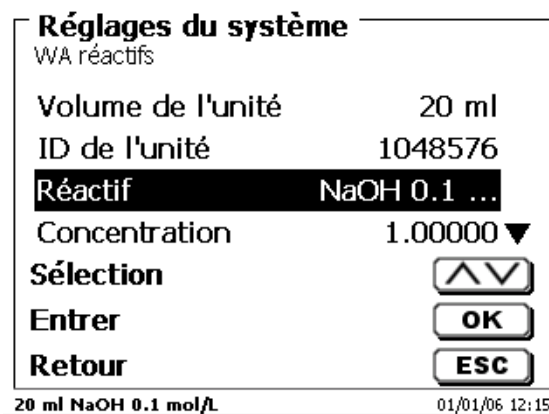 Réglages du système
WA réactifs
Volume de l'unité 20 ml
ID de l'unité 1048576
Réactif NaOH 0.1 ...
Concentration 1.00000
Sélection
Entrer OK
Retour ESC
20 ml NaOH 0.1 mol/L 01/01/06 12:15